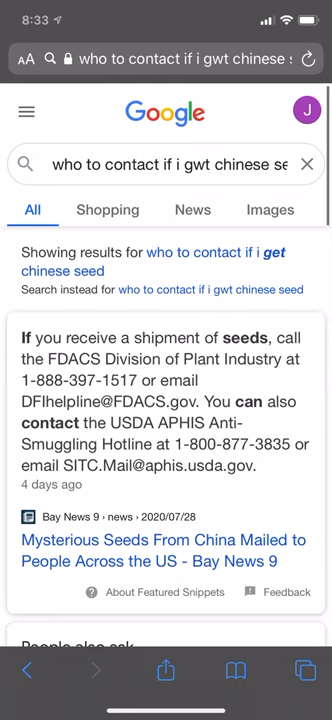 8:33
AA who to contact if i gwt chinese s
Google
J
who to contact if i gwt chinese se
All Shopping News Images
Showing results for who to contact if i get
chinese seed
Search instead for who to contact if i gwt chinese seed
If you receive a shipment of seeds, call
the FDACS Division of Plant Industry at
1-888-397-1517 or email
DFIhelpline@FDACS.gov. You can also
contact the USDA APHIS Anti-
Smuggling Hotline at 1-800-877-3835 or
email SITC.Mail@aphis.usda.gov.
4 days ago
Bay News 9 › news › 2020/07/28
Mysterious Seeds From China Mailed to
People Across the US - Bay News 9
About Featured Snippets Feedback
People also ask